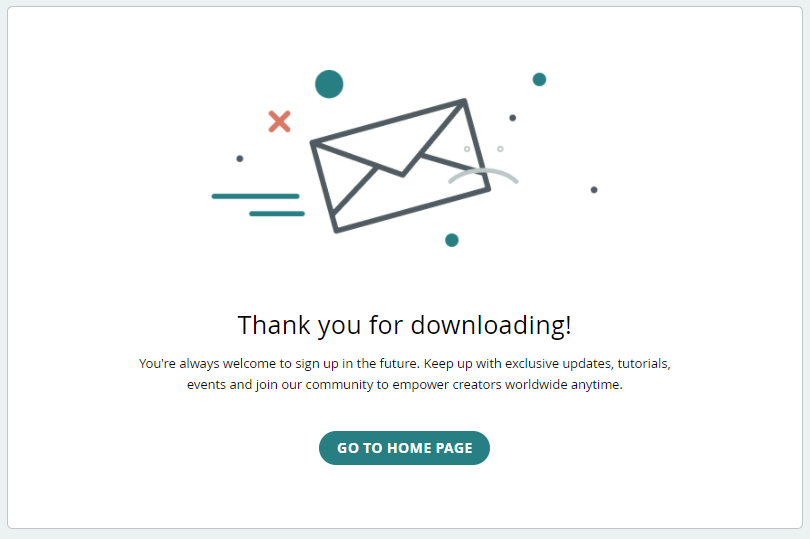 Thank you for downloading!
You're always welcome to sign up in the future. Keep up with exclusive updates, tutorials,
events and join our community to empower creators worldwide anytime.
GO TO HOME PAGE